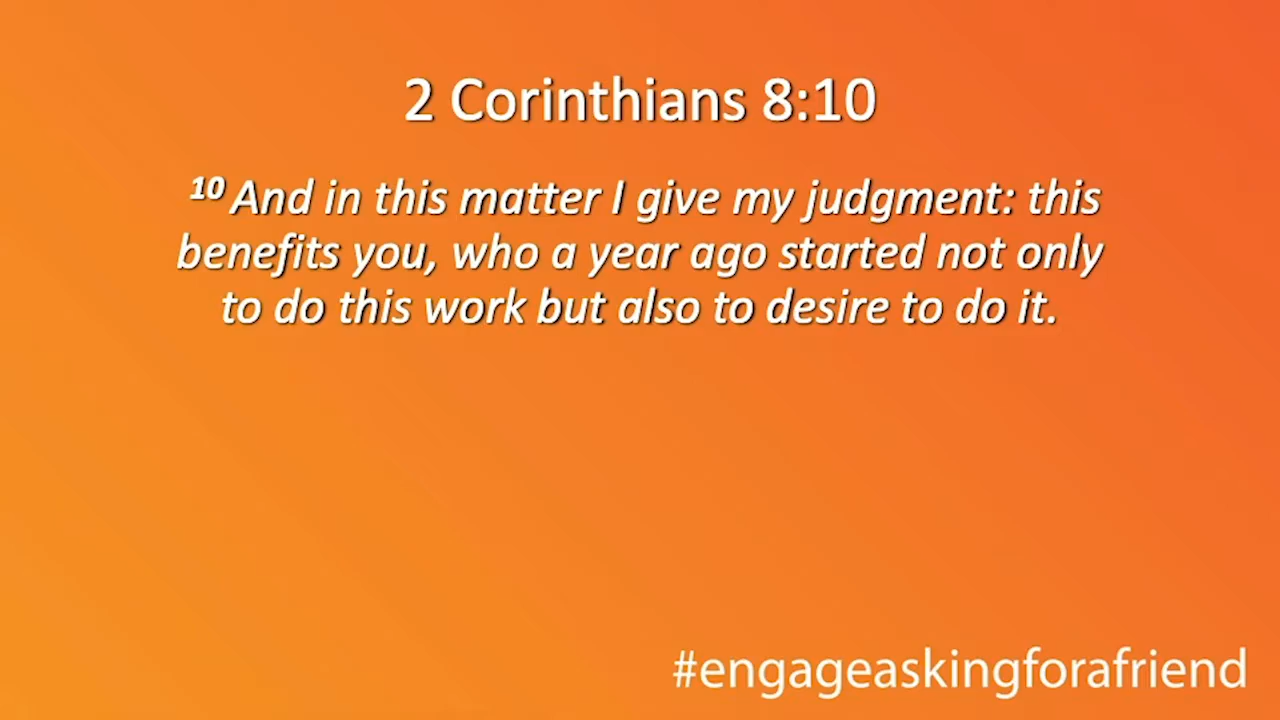 2 Corinthians 8:10
10 And in this matter I give my judgment: this
benefits you, who a year ago started not only
to do this work but also to desire to do it.
#engageaskingforafriend